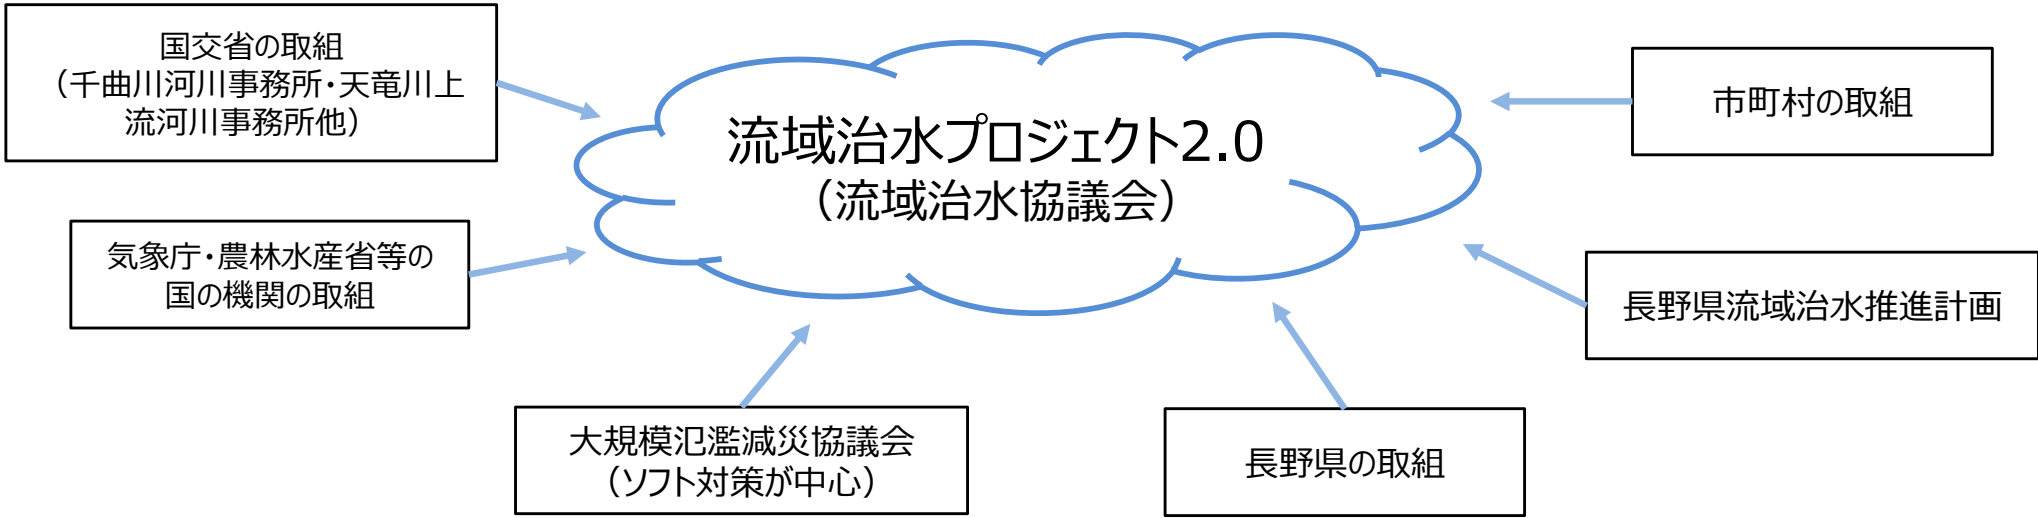 国交省の取組
（千曲川河川事務所・天竜川上
流河川事務所他）
流域治水プロジェクト2.0
（流域治水協議会）
市町村の取組
気象庁・農林水産省等の
国の機関の取組
長野県流域治水推進計画
大規模氾濫減災協議会
（ソフト対策が中心）
長野県の取組